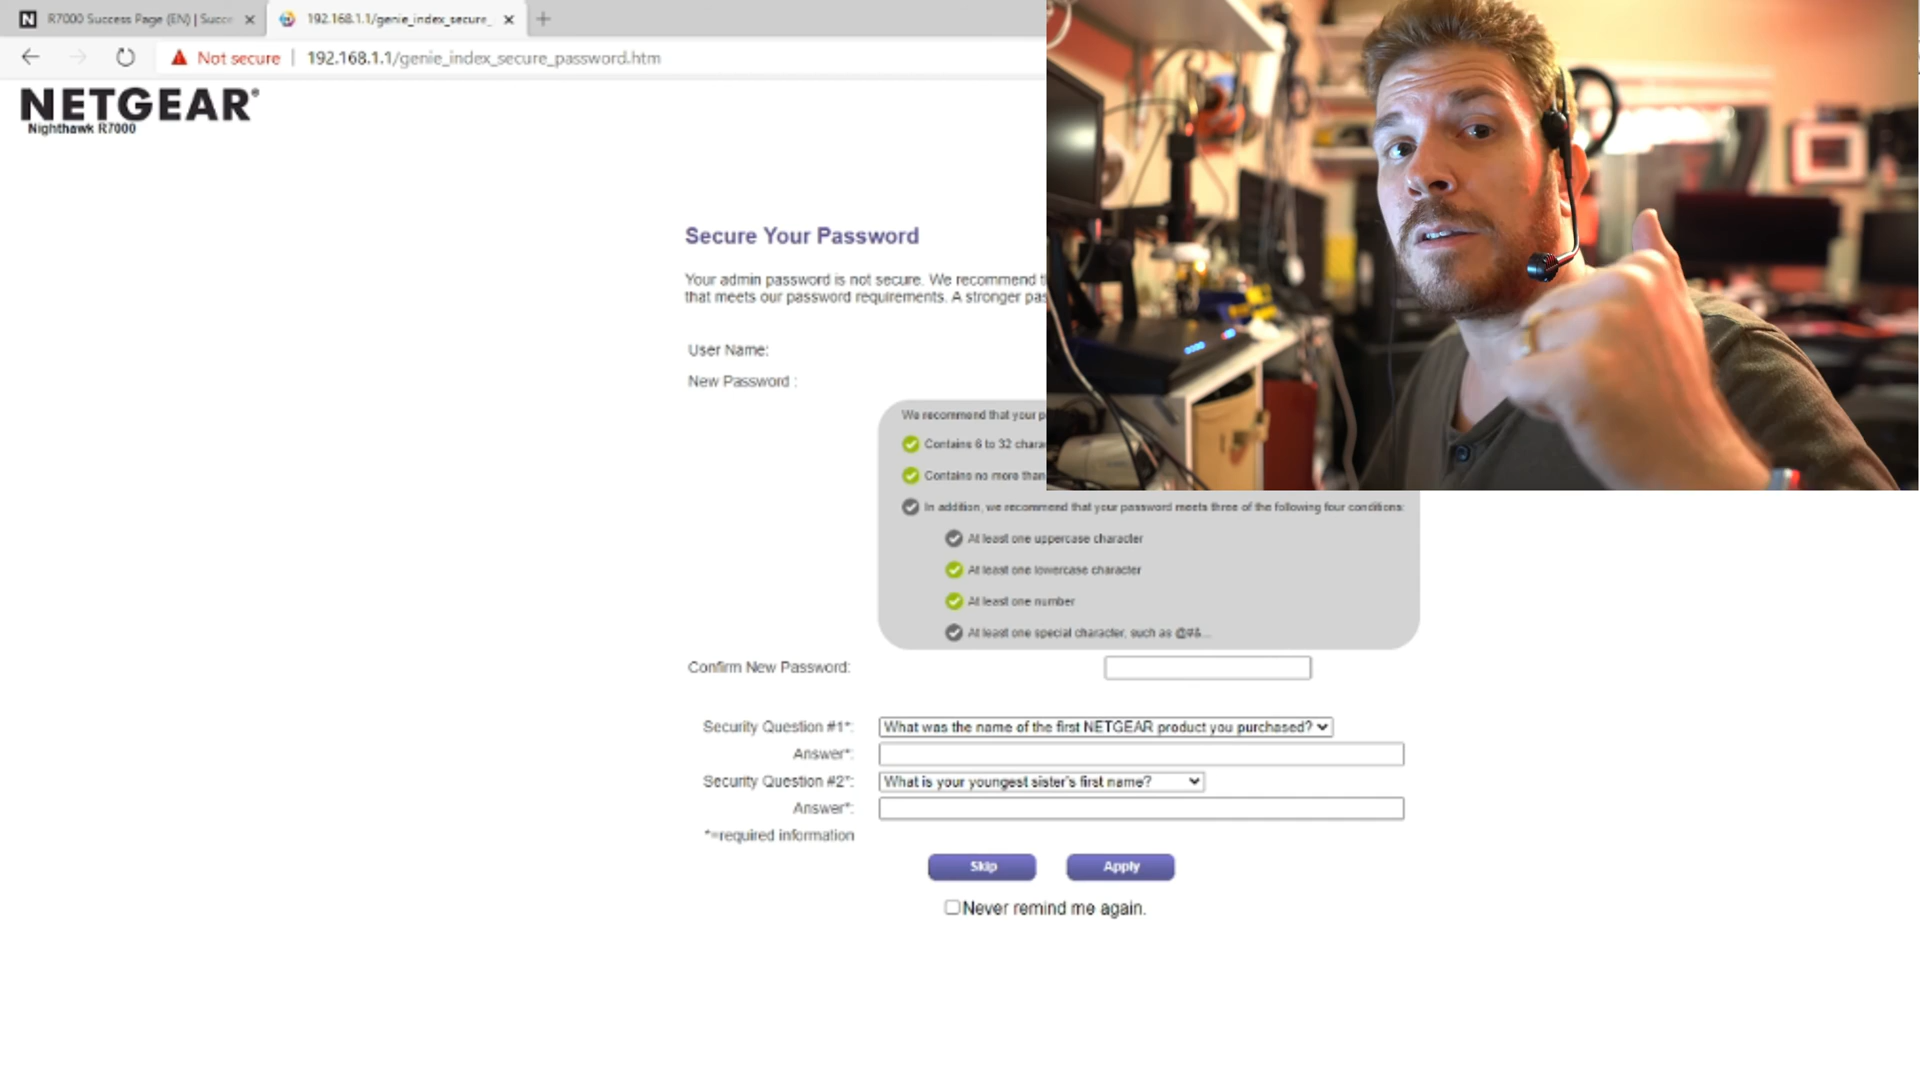 R7000 Success Page (EN) | Succe
192.168.1.1/genie_index_secure_
Not secure
192.168.1.1/genie_index_secure_password.htm
NETGEAR®
Nighthawk R7000
Secure Your Password
Your admin password is not secure. We recommend
that meets our password requirements. A stronger
User Name:
New Password :
We recommend that your
Contains 6 to 32
Contains no more than
In addition, we recommend that your password meets three of the following four conditions:
At least one uppercase character
At least one lowercase character
At least one number
At least one special character, such as @#&...
Confirm New Password:
Security Question #1*:
What was the name of the first NETGEAR product you purchased?
Answer*:
Security Question #2*:
What is your youngest sister's first name?
Answer*:
*=required information
Skip
Apply
Never remind me again.